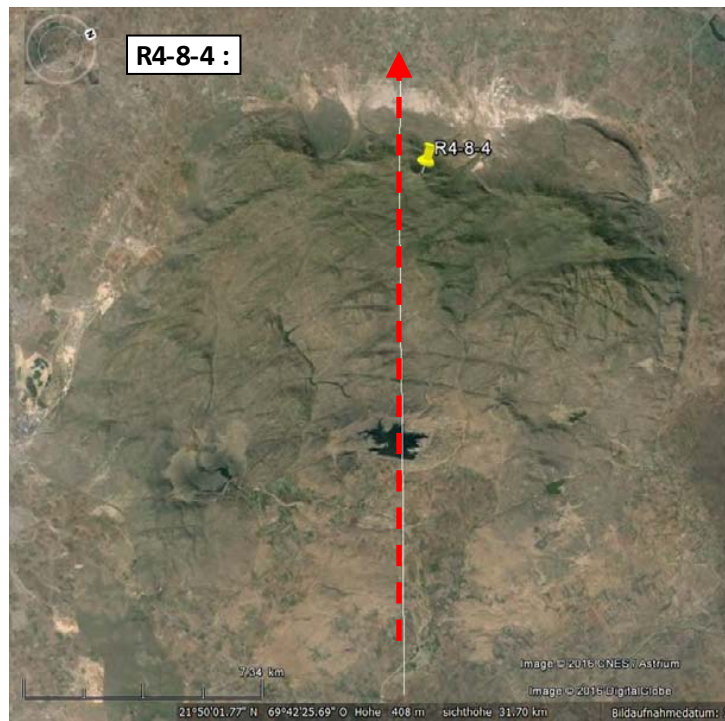 N
R4-8-4 :
R4-8-4
7.34 km
Image © 2016 CNES / Astrium
Image © 2016 DigitalGlobe
21°50'01.77" N 69°42'25.69" O Höhe 408 m sichthöhe 31.70 km Bildaufnahmedatum: